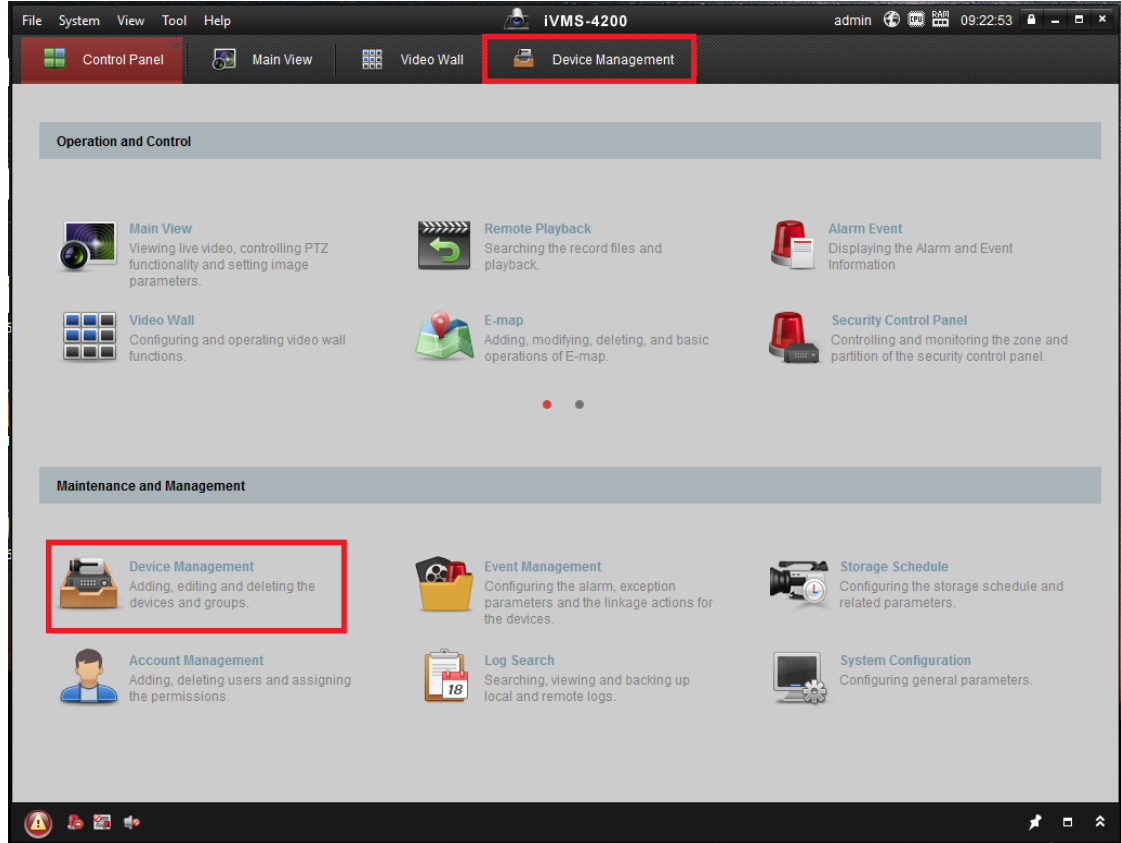 File System View Tool Help
iVMS-4200
admin CPU RAM 09:22:53
Control Panel
Main View
Video Wall
Device Management
Operation and Control
Main View
Viewing live video, controlling PTZ
functionality and setting image
parameters.
Remote Playback
Searching the record files and
playback.
Alarm Event
Displaying the Alarm and Event
Information
Video Wall
Configuring and operating video wall
functions.
E-map
Adding, modifying, deleting, and basic
operations of E-map.
Security Control Panel
Controlling and monitoring the zone and
partition of the security control panel.
Maintenance and Management
Device Management
Adding, editing and deleting the
devices and groups.
Event Management
Configuring the alarm, exception
parameters and the linkage actions for
the devices.
Storage Schedule
Configuring the storage schedule and
related parameters.
Account Management
Adding, deleting users and assigning
the permissions.
18
Log Search
Searching, viewing and backing up
local and remote logs.
System Configuration
Configuring general parameters.